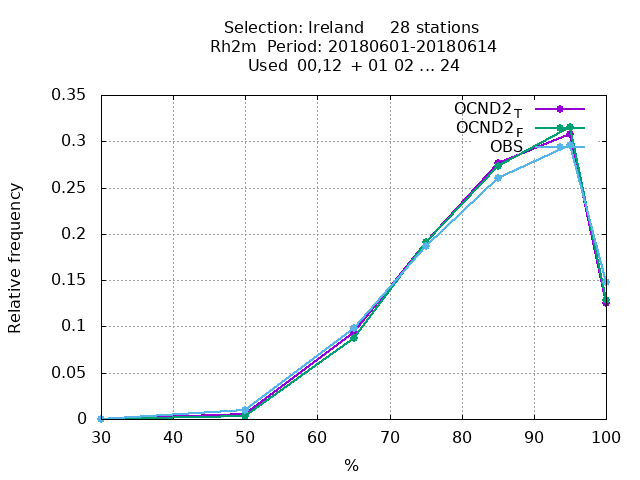 Selection: Ireland 28 stations
Rh2m Period: 20180601-20180614
Used 00,12 + 01 02 ... 24
0.35
0.3
0.25
0.2
0.15
0.1
0.05
0
Relative frequency
OCND2T
OCND2F
OBS
30 40 50 60 70 80 90 100
%